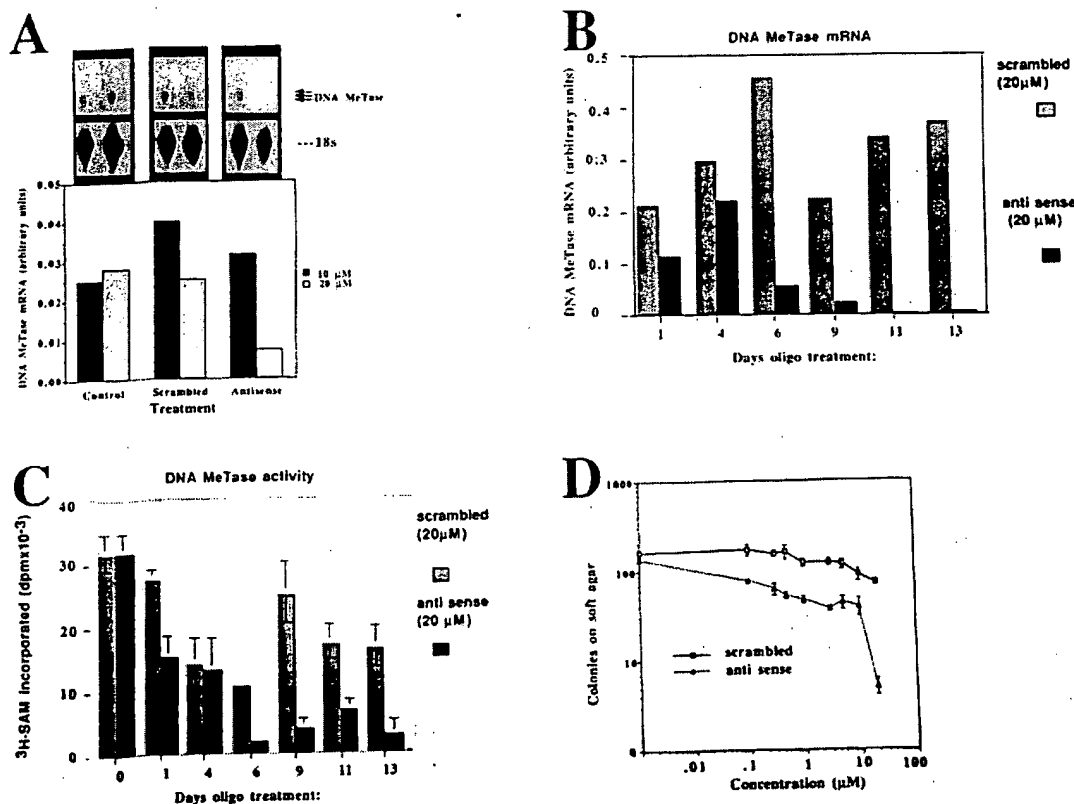 A
DNA MeTase
---18s
DNA MeTase mRNA (arbitrary units)
0.05
0.04
0.03
0.02
0.01
0.00
10 µM
20 µM
Control
Scrambled
Antisense
Treatment
B
DNA MeTase mRNA
DNA MeTase mRNA (arbitrary units)
0.5
0.4
0.3
0.2
0.1
0
1
4
6
9
11
13
Days oligo treatment:
scrambled
(20µM)
anti sense
(20 µM)
C
DNA MeTase activity
³H-SAM incorporated (dpmx10⁻³)
40
30
20
10
0
0
1
4
6
9
11
13
Days oligo treatment:
scrambled
(20µM)
anti sense
(20 µM)
D
Colonies on soft agar
1000
100
10
scrambled
anti sense
.01
.1
1
10
100
Concentration (µM)